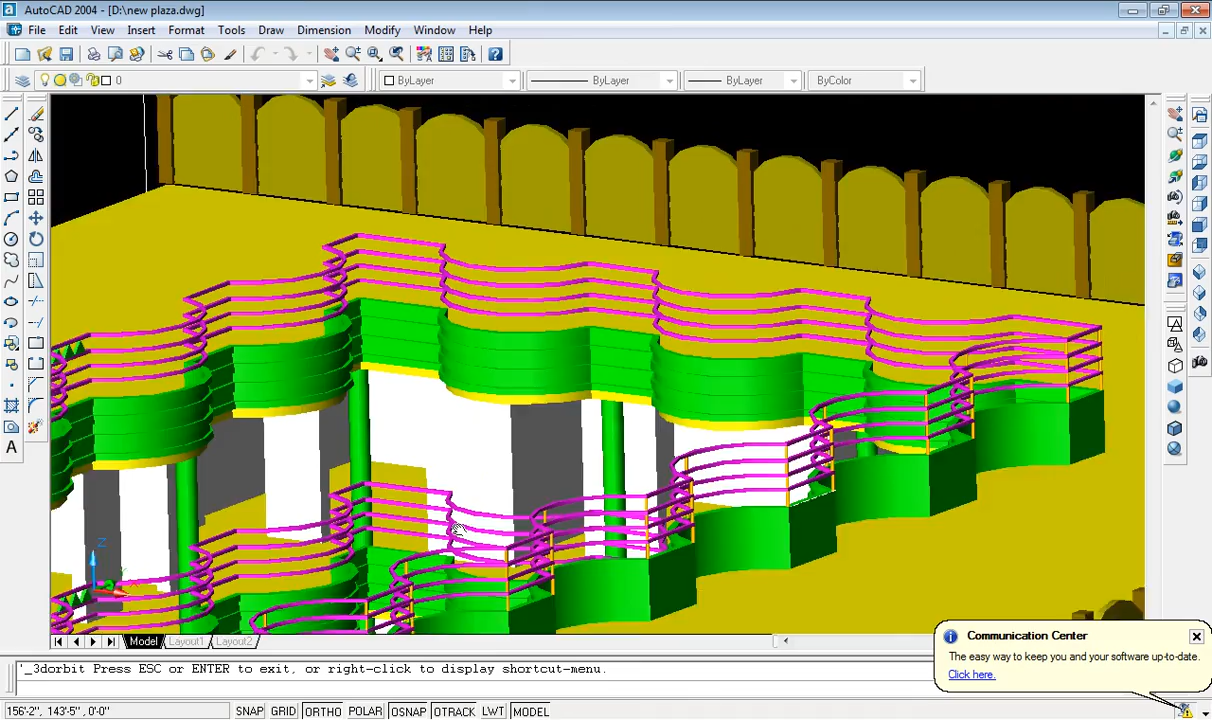 AutoCAD 2004 - [D:\new plaza.dwg]
File Edit View Insert Format Tools Draw Dimension Modify Window Help
0 ByLayer ByLayer ByLayer ByColor
A
Z
Model Layout1 Layout2
Communication Center
The easy way to keep you and your software up-to-date.
Click here.
'_3dorbit Press ESC or ENTER to exit, or right-click to display shortcut-menu.
156'-2", 143'-5", 0'-0" SNAP GRID ORTHO POLAR OSNAP OTRACK LWT MODEL